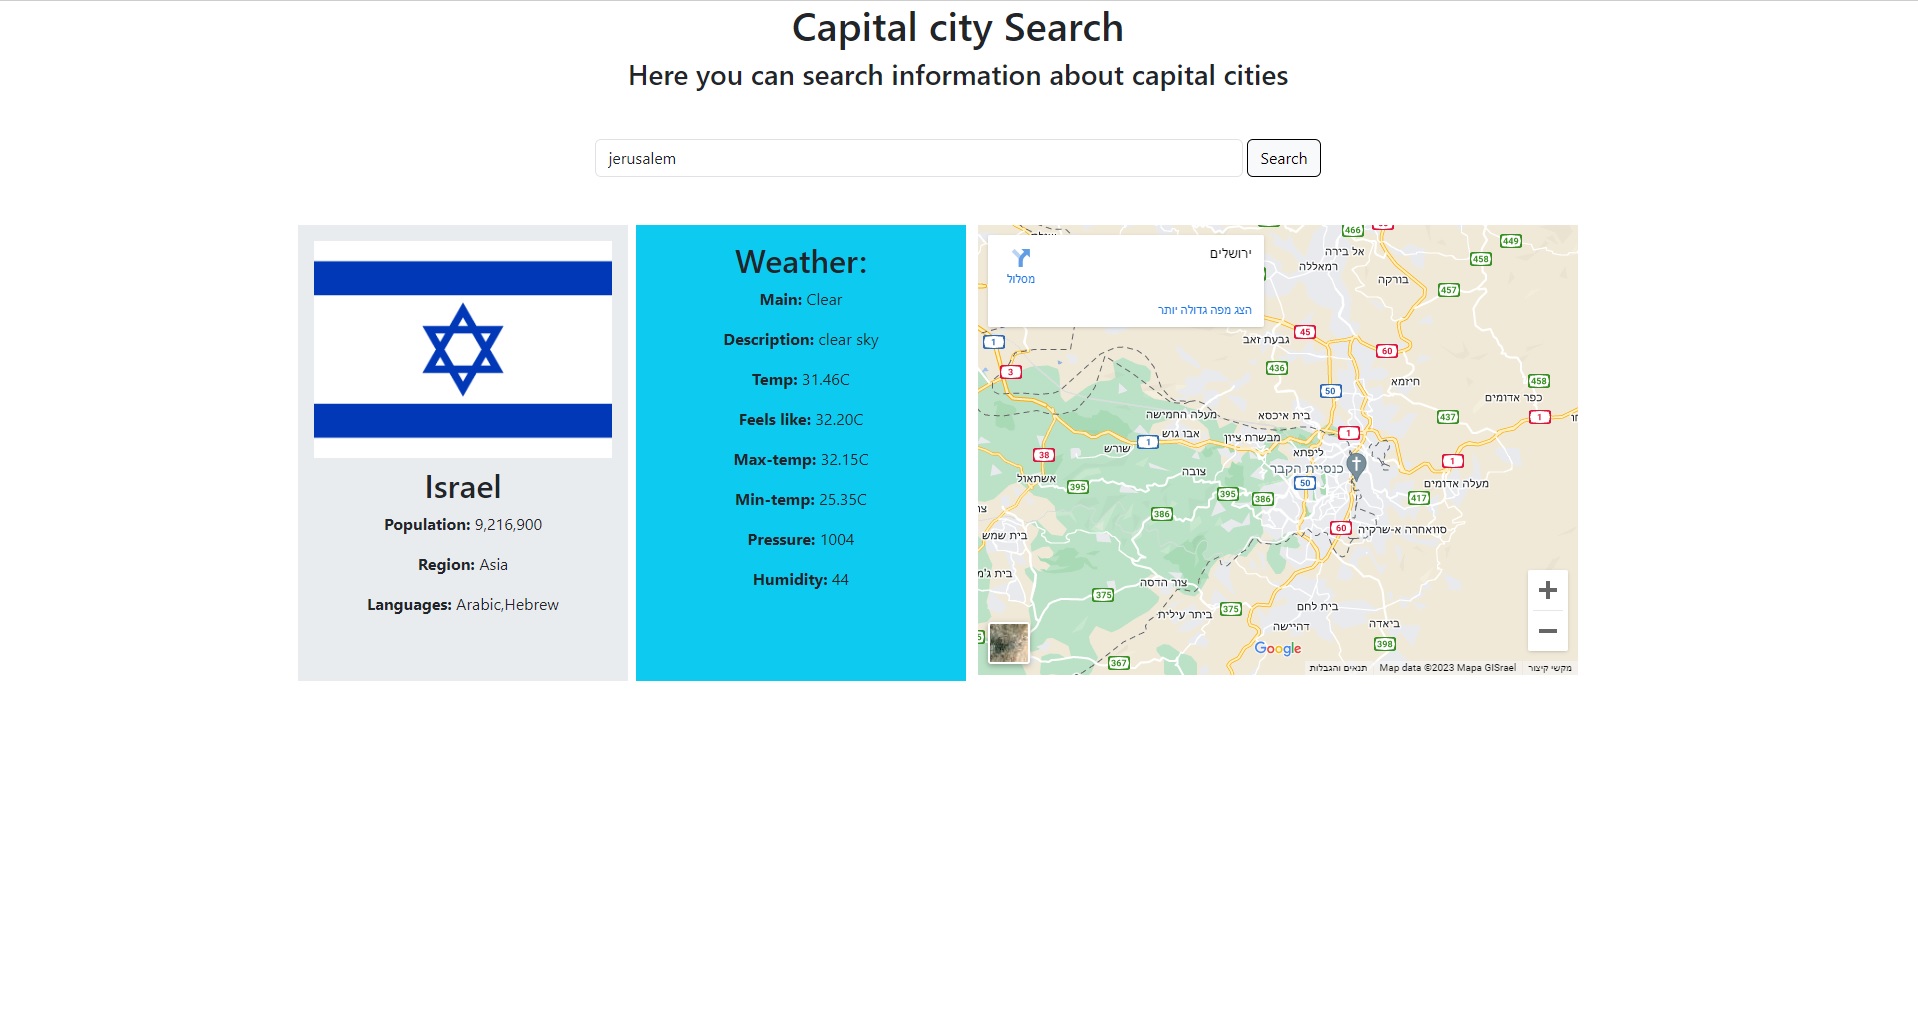 Capital city Search
Here you can search information about capital cities
jerusalem
Search
Israel
Population: 9,216,900
Region: Asia
Languages: Arabic,Hebrew
Weather:
Main: Clear
Description: clear sky
Temp: 31.46C
Feels like: 32.20C
Max-temp: 32.15C
Min-temp: 25.35C
Pressure: 1004
Humidity: 44
ירושלים
מסלול
הצג מפה גדולה יותר
466
449
אל בירה
458
רמאללה
בורקה
457
45
1
גבעת זאב
60
3
436
חיזמא
458
50
כפר אדומים
מעלה החמישה
בית איכסא
437
1
אבו גוש
מבשרת ציון
1
1
שורש
ליפתא
38
1
צובה
כנסיית הקבר
אשתאול
50
מעלה אדומים
395
395
386
417
386
60
סוואחרה א-שרקיה
בית שמש
צור הדסה
375
375
בית לחם
ביתר עילית
ביאדה
דהיישה
398
Google
367
תנאים והגבלות
Map data ©2023 Mapa GISrael
מקשי קיצור